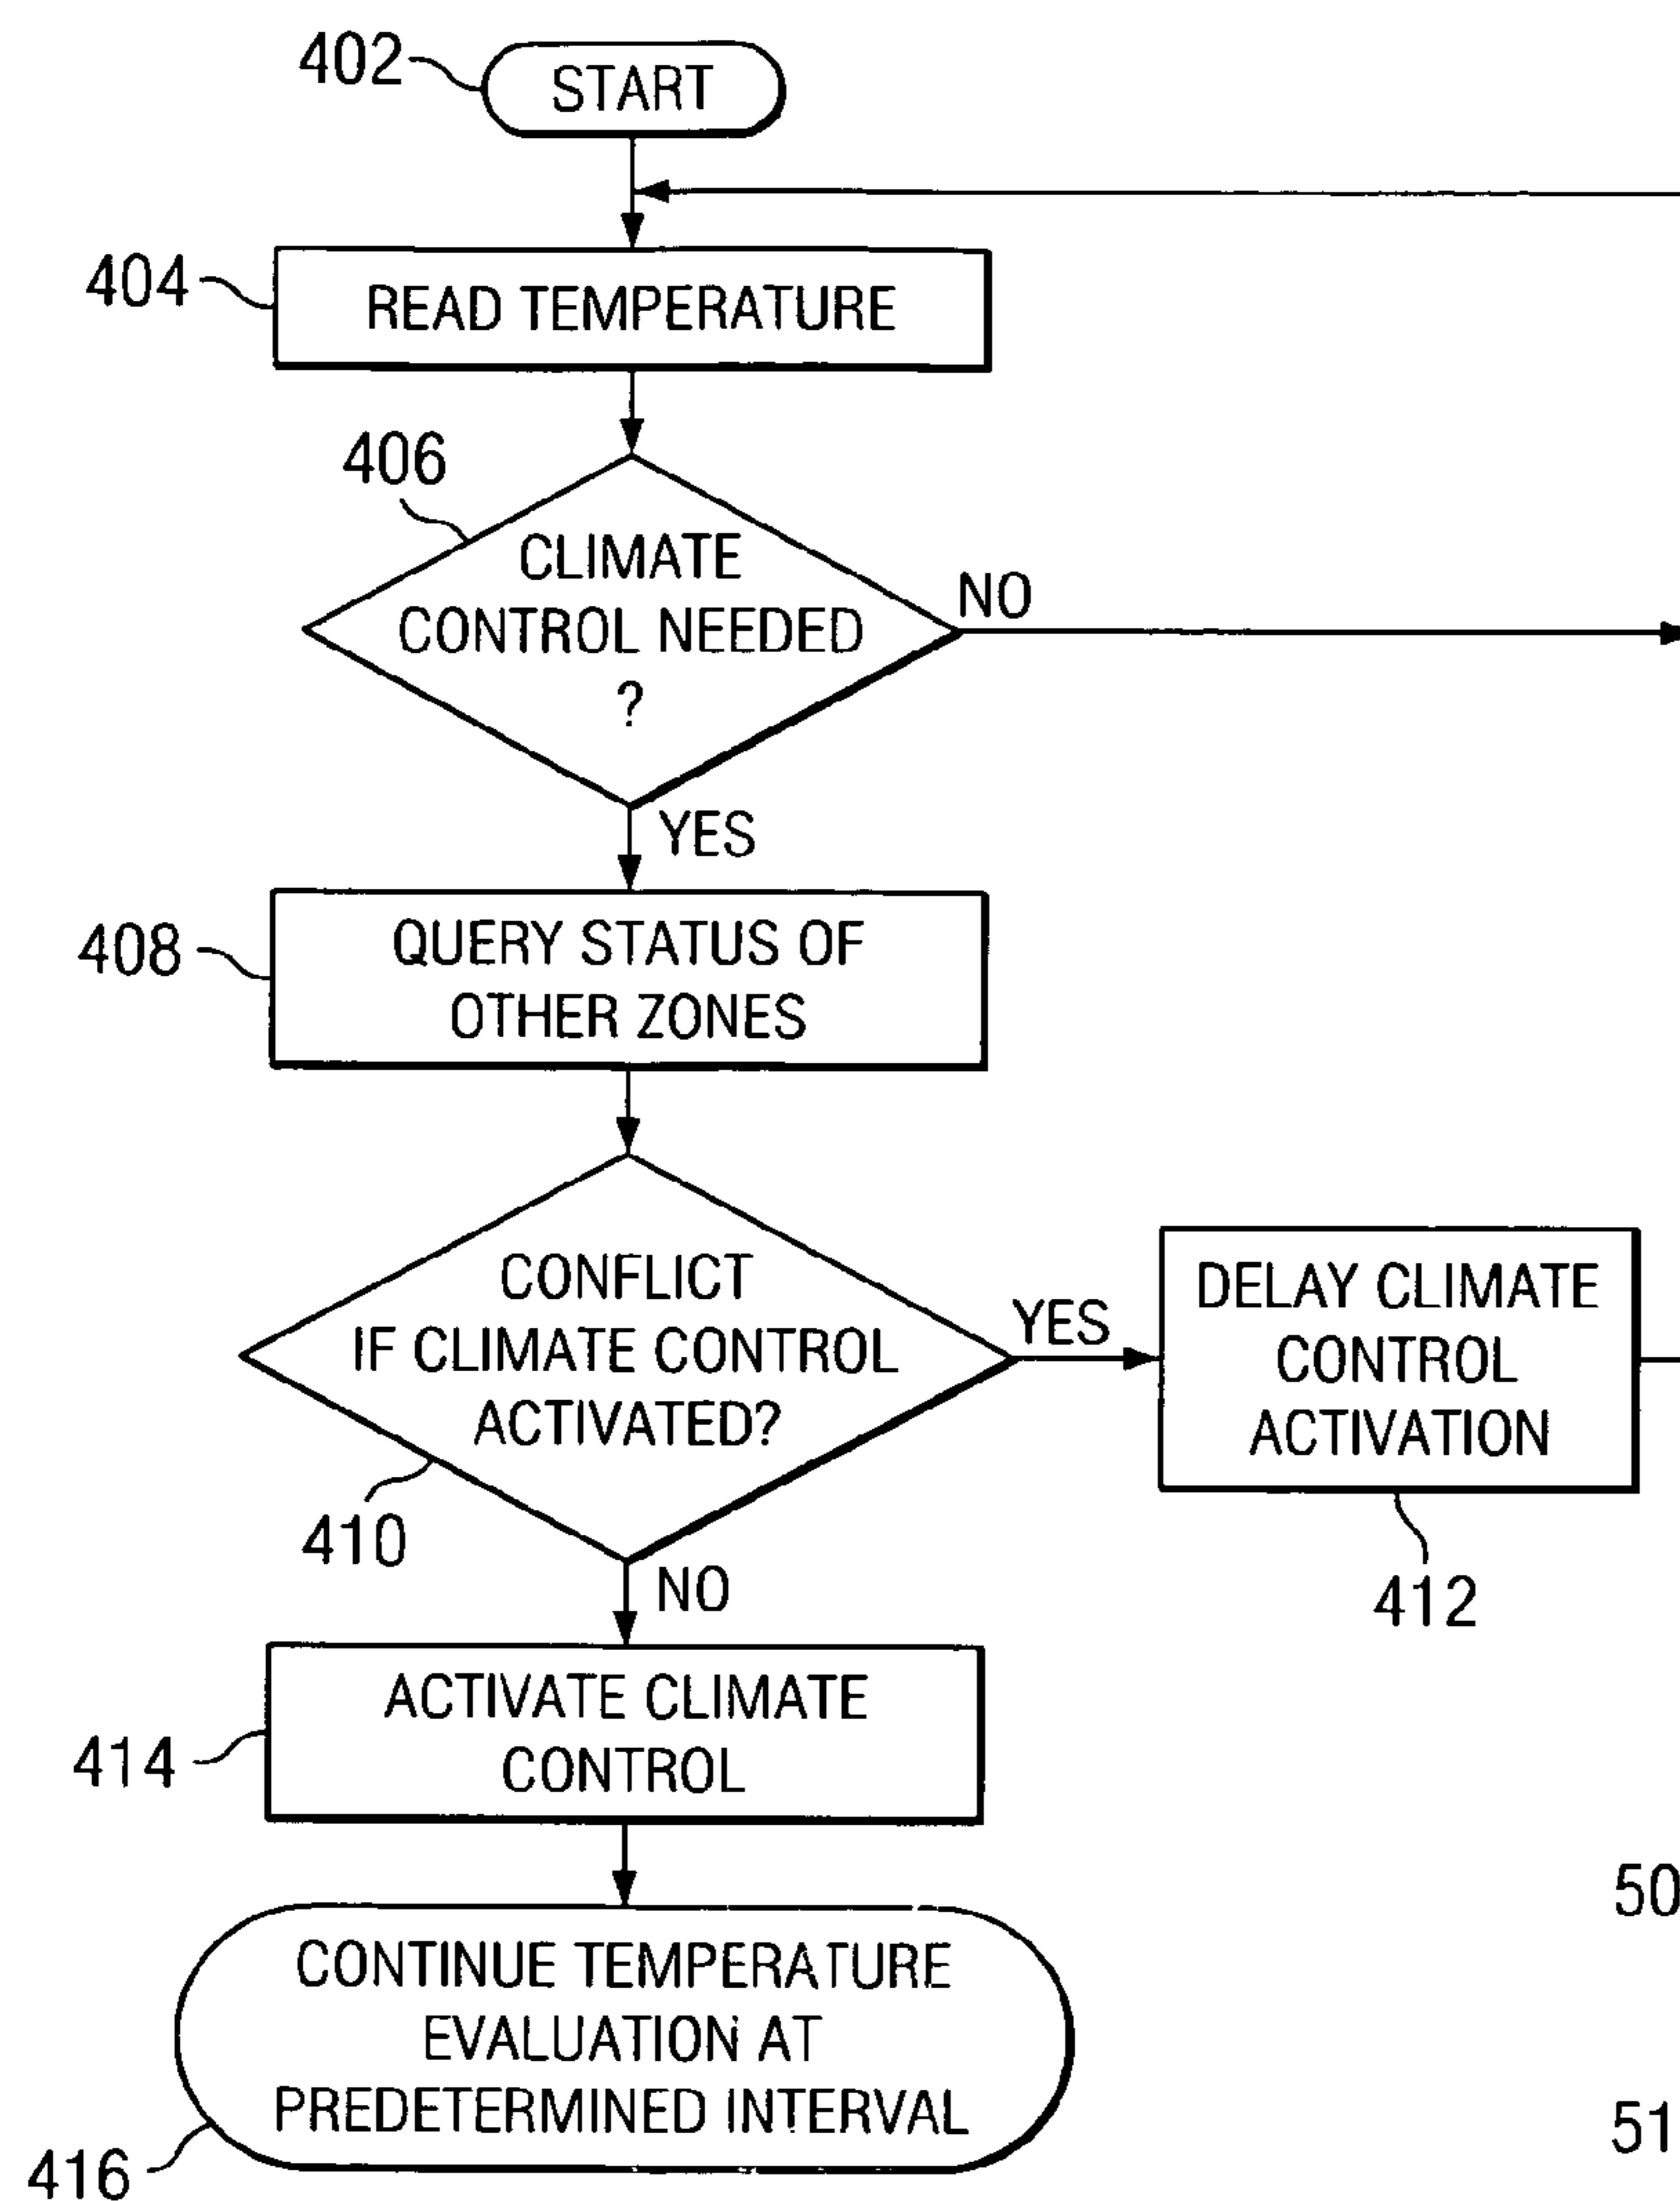 402
START
404
READ TEMPERATURE
406
CLIMATE
CONTROL NEEDED
?
NO
YES
408
QUERY STATUS OF
OTHER ZONES
CONFLICT
IF CLIMATE CONTROL
ACTIVATED?
YES
DELAY CLIMATE
CONTROL
ACTIVATION
410
412
NO
414
ACTIVATE CLIMATE
CONTROL
CONTINUE TEMPERATURE
EVALUATION AT
PREDETERMINED INTERVAL
416
50
51